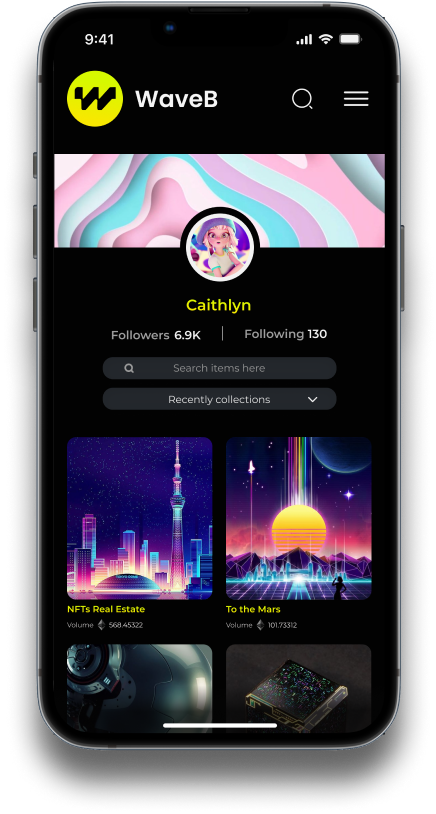 9:41
WaveB
Caithlyn
Followers 6.9K
Following 130
Search items here
Recently collections
NFTs Real Estate
Volume 568.45322
To the Mars
Volume 101.73312